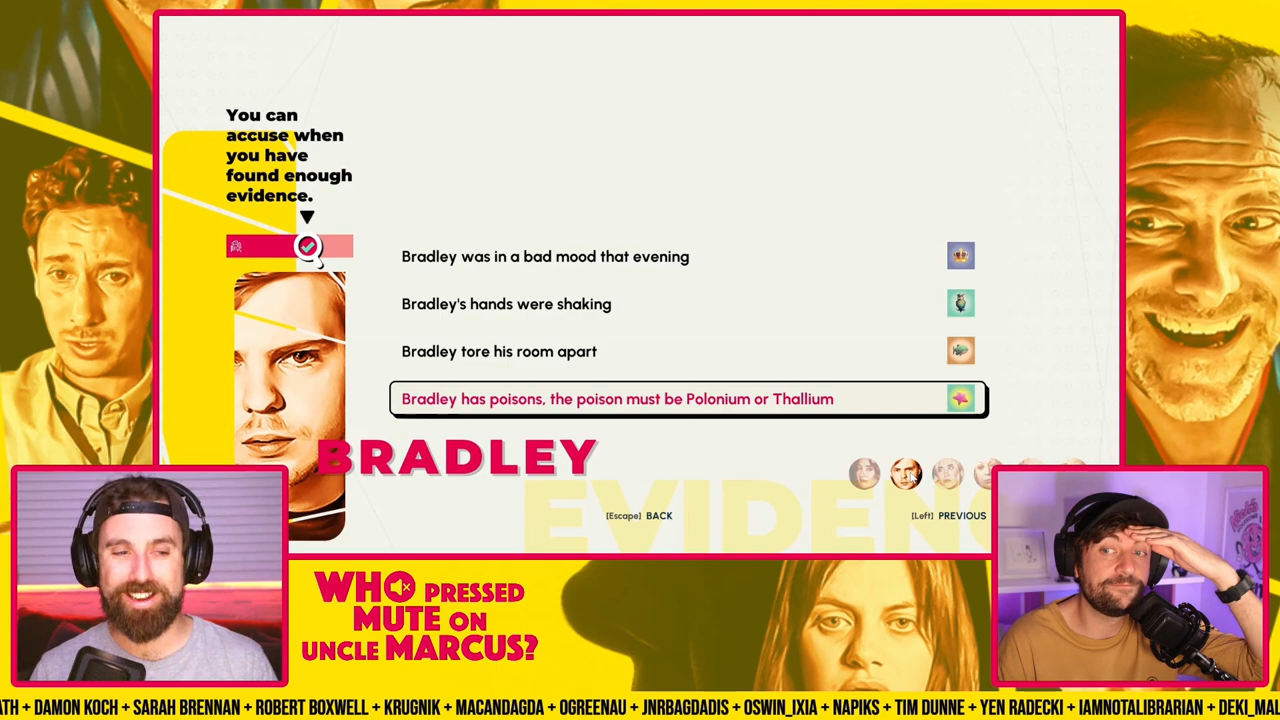 You can
accuse when
you have
found enough
evidence.
Bradley was in a bad mood that evening
Bradley's hands were shaking
Bradley tore his room apart
Bradley has poisons, the poison must be Polonium or Thallium
BRADLEY
EVIDENC
[Escape] BACK
[Left] PREVIOUS
WHO PRESSED
MUTE ON
UNCLE MARCUS?
ATH + DAMON KOCH + SARAH BRENNAN + ROBERT BOXWELL + KRUGNIK + MACANDAGDA + OGREENAU + JNRBAGDADIS + OSWIN_IXIA + NAPIKS + TIM DUNNE + YEN RADECKI + IAMNOTALIBRARIAN + DEKI_MAL